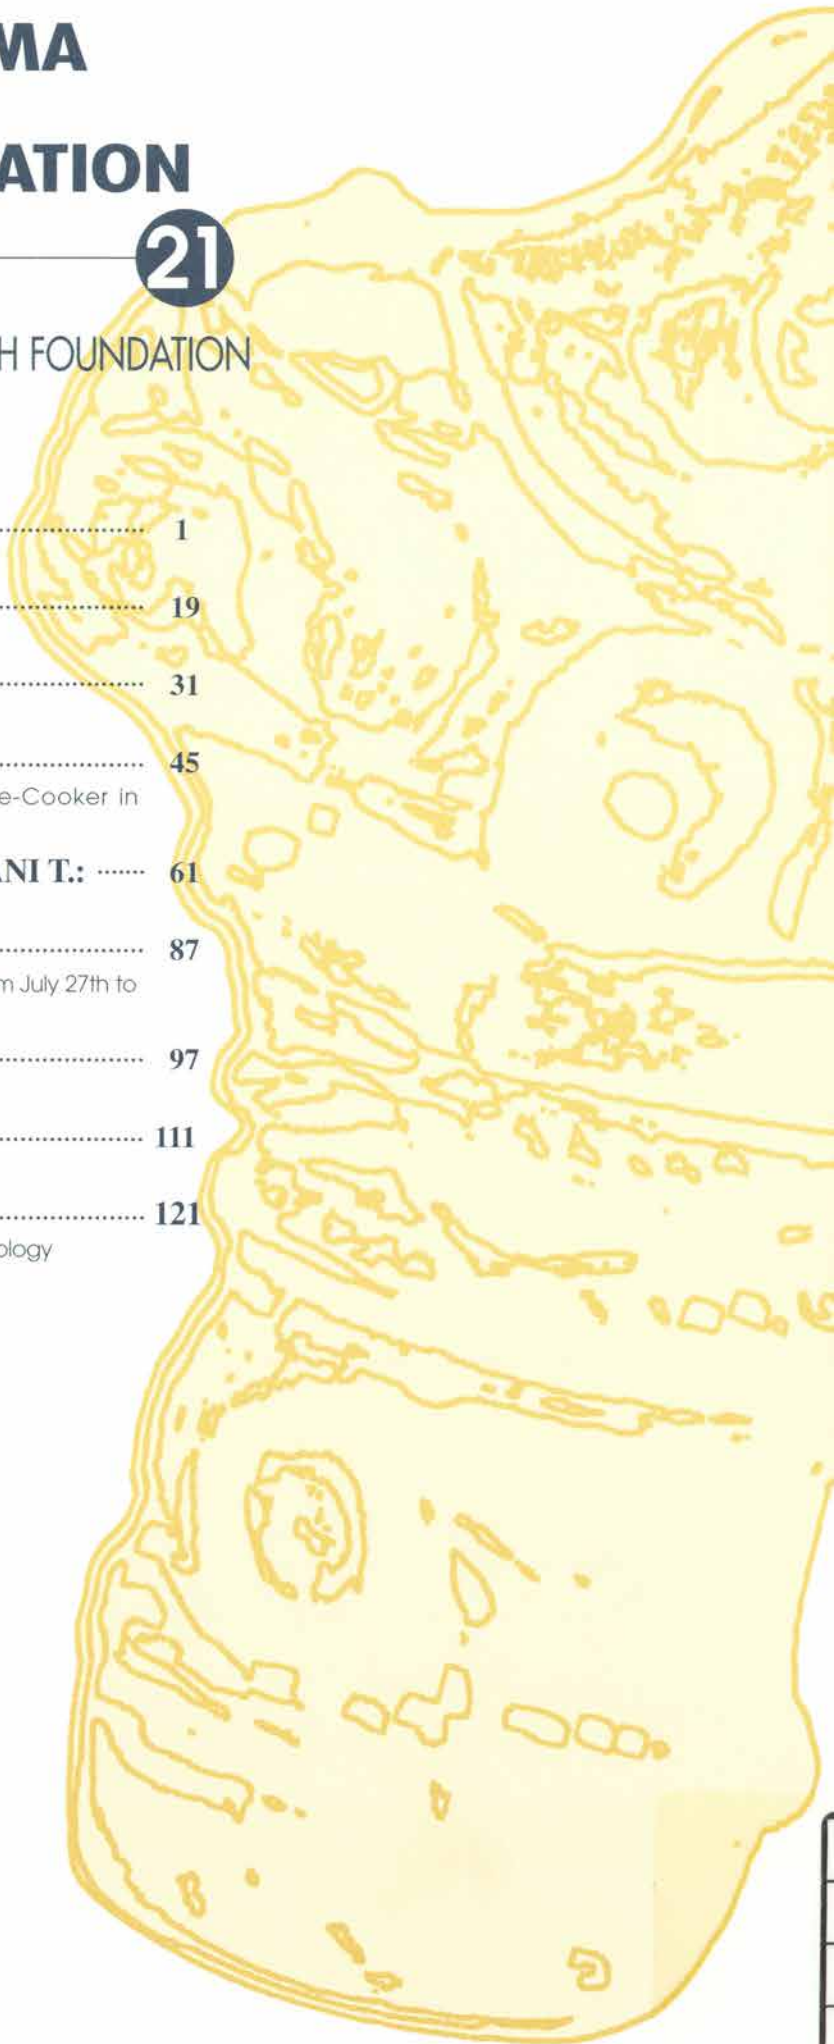 MA
ATION
21
H FOUNDATION
1
19
31
45
e-Cooker in
ANI T.: 61
87
m July 27th to
97
111
121
ology